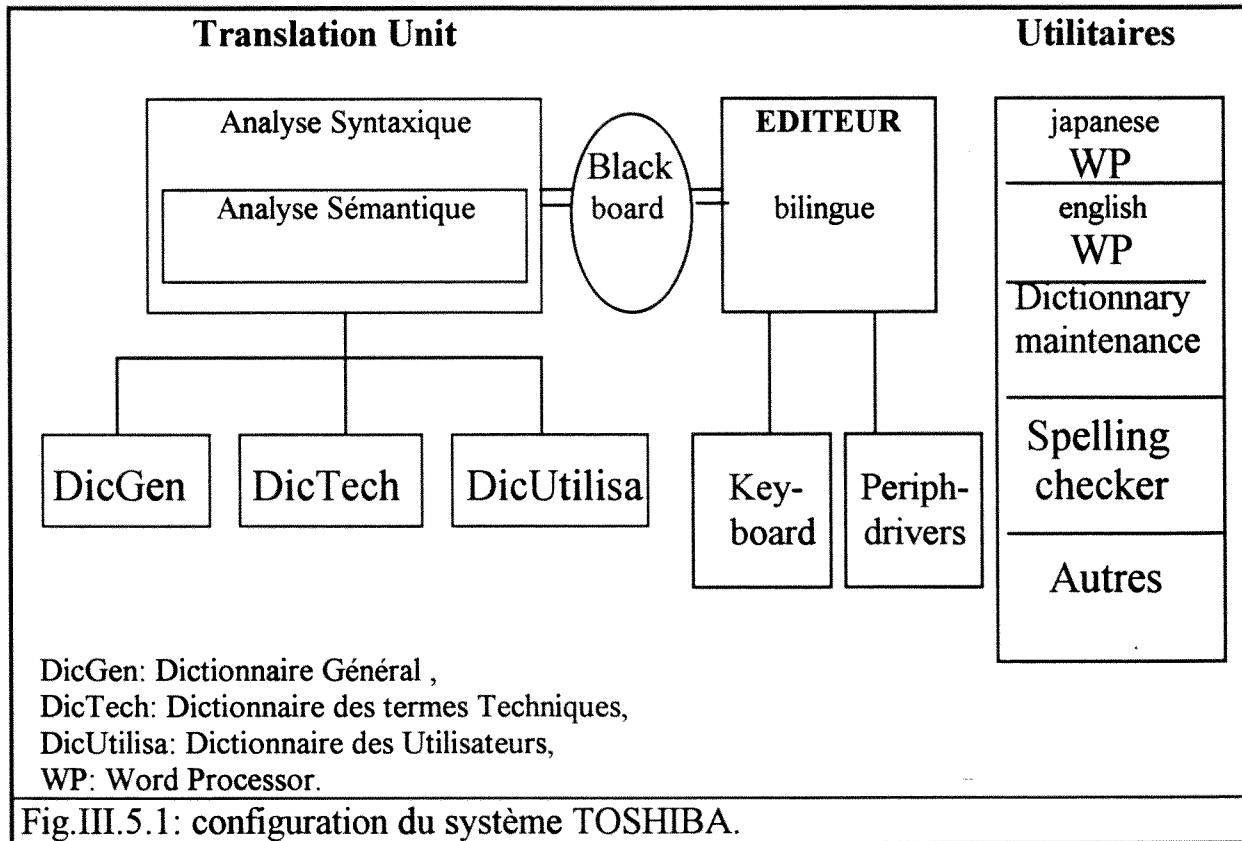 Translation Unit
Utilitaires
Analyse Syntaxique
Analyse Sémantique
Black
board
EDITEUR
bilingue
japanese
WP
english
WP
Dictionnary
maintenance
Spelling
checker
Autres
DicGen
DicTech
DicUtilisa
Key-
board
Periph-
drivers
DicGen: Dictionnaire Général ,
DicTech: Dictionnaire des termes Techniques,
DicUtilisa: Dictionnaire des Utilisateurs,
WP: Word Processor.
Fig.III.5.1: configuration du système TOSHIBA.